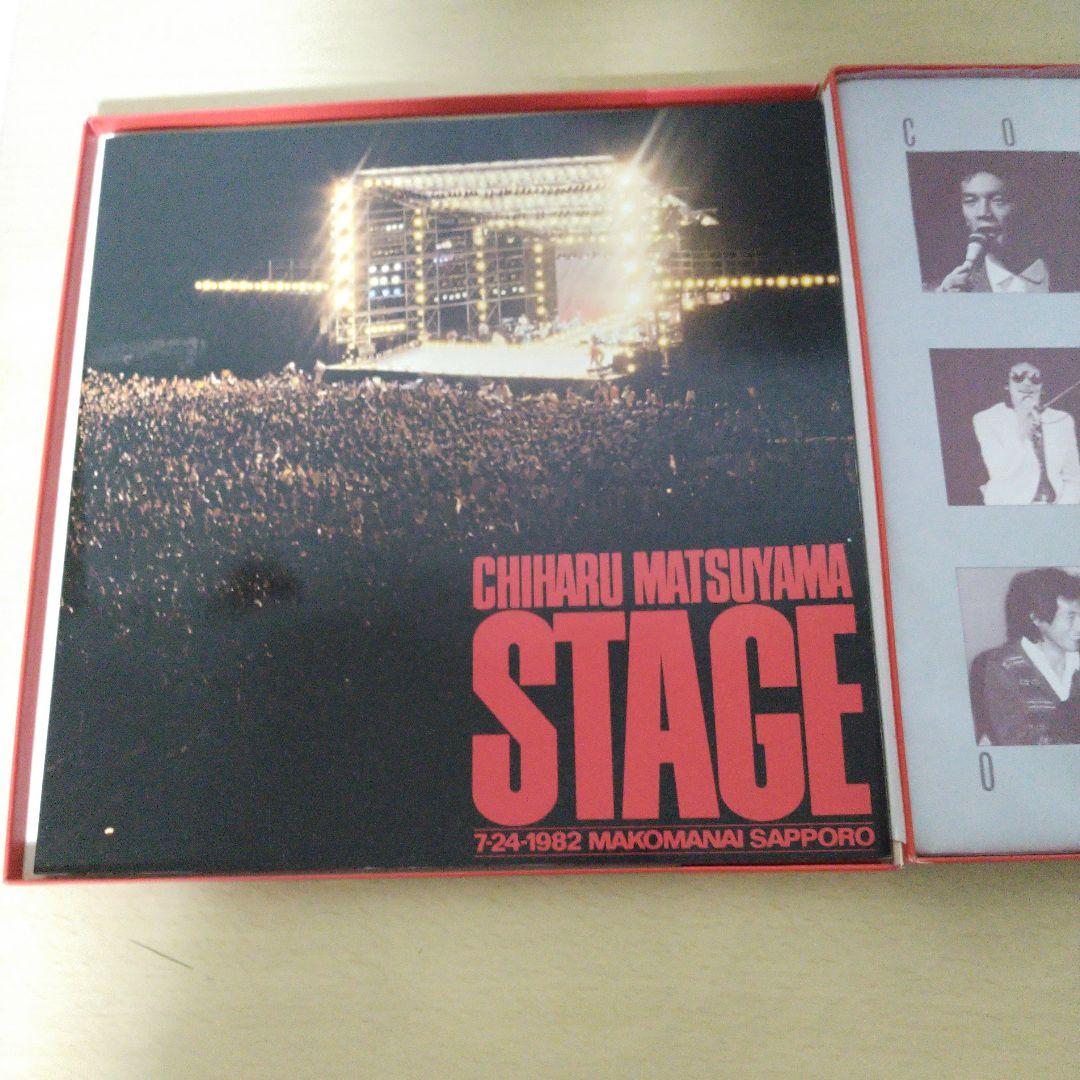 CHIHARU MATSUYAMA
STAGE
7-24-1982 MAKOMANAI SAPPORO
C O
O